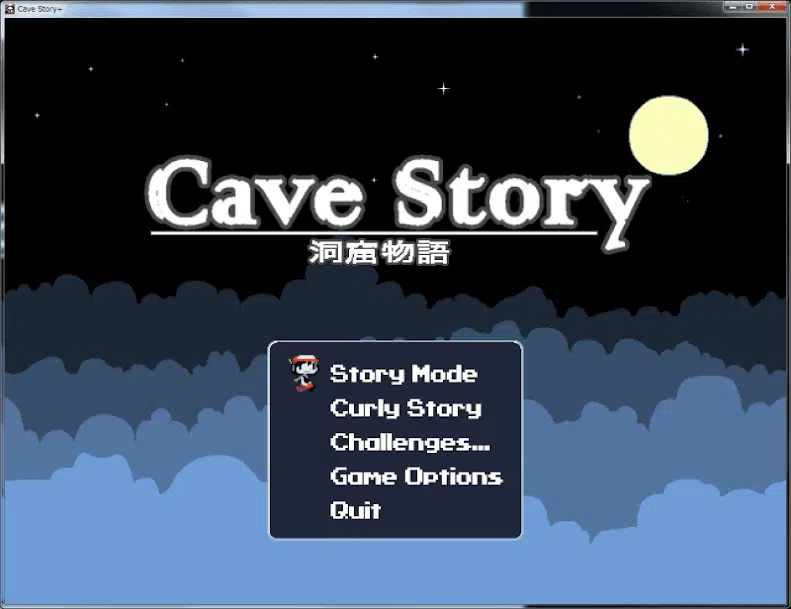 Cave Story+
Cave Story
洞窟物語
Story Mode
Curly Story
Challenges...
Game Options
Quit